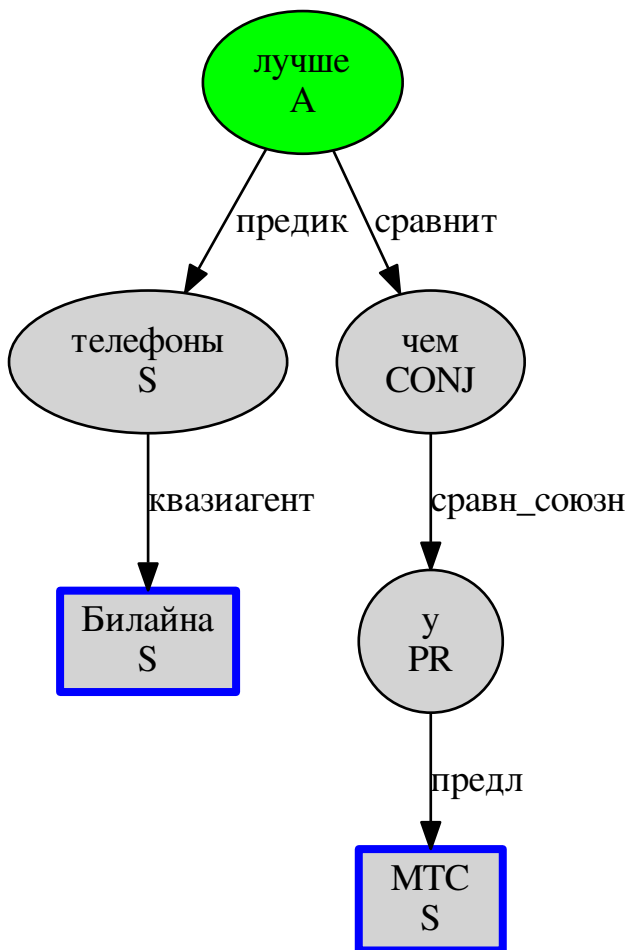 лучше
A
предик
сравнит
телефоны
S
чем
CONJ
квазиагент
сравн_союзн
Билайна
S
у
PR
предл
МТС
S